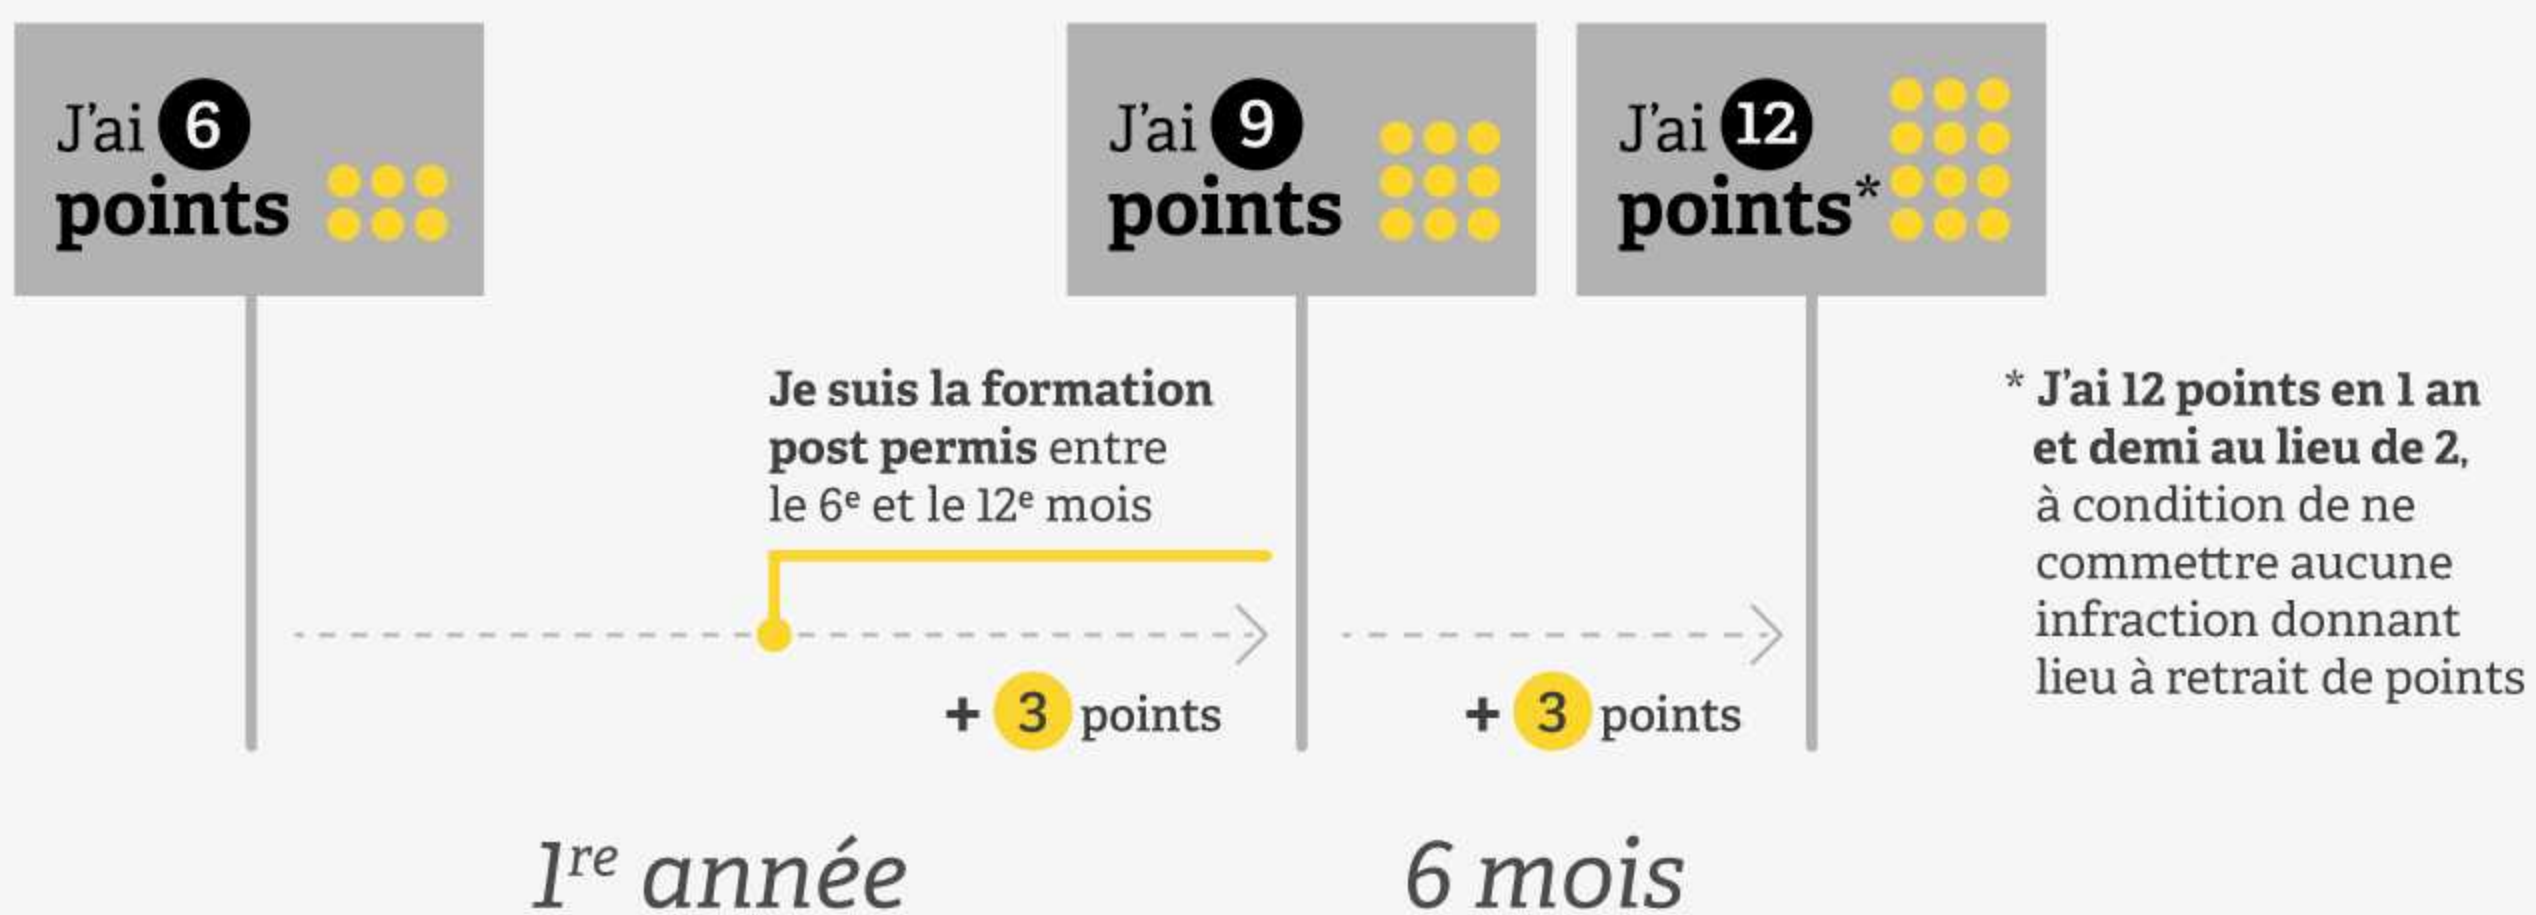 J'ai 6
points
J'ai 9
points
J'ai 12
points*
Je suis la formation
post permis entre
le 6e et le 12e mois
+ 3 points
+ 3 points
* J'ai 12 points en 1 an
et demi au lieu de 2,
à condition de ne
commettre aucune
infraction donnant
lieu à retrait de points
1re année
6 mois